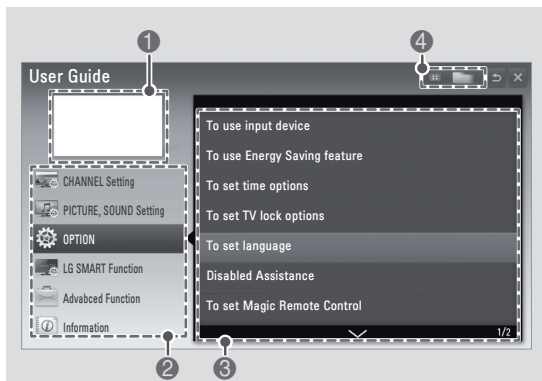 1
4
User Guide
To use input device
To use Energy Saving feature
To set time options
To set TV lock options
To set language
Disabled Assistance
To set Magic Remote Control
1/2
CHANNEL Setting
PICTURE, SOUND Setting
OPTION
LG SMART Function
Advabced Function
Information
2
3